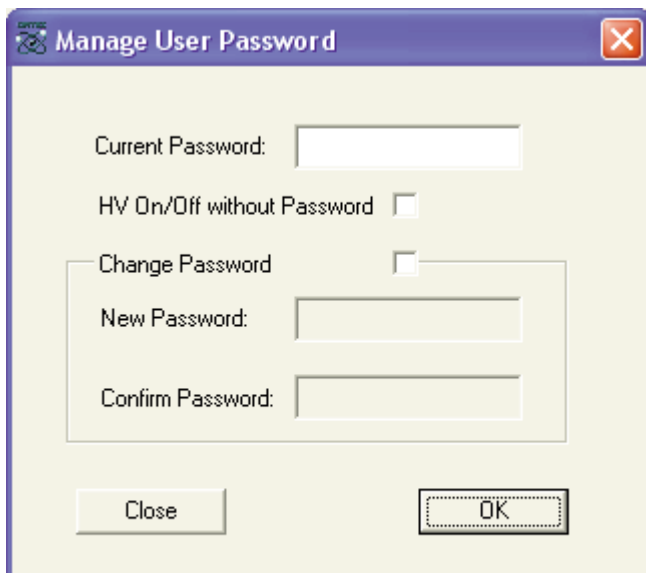 Manage User Password
Current Password:
HV On/Off without Password
Change Password
New Password:
Confirm Password:
Close
OK